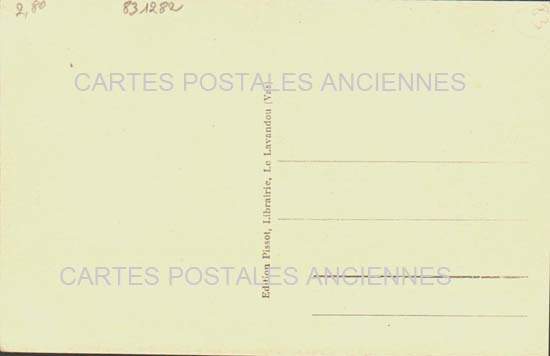 2,80
831282
CARTES POSTALES ANCIENNES
Edition Pissot, Librairie, Le Lavandou (Var)
CARTES POSTALES ANCIENNES